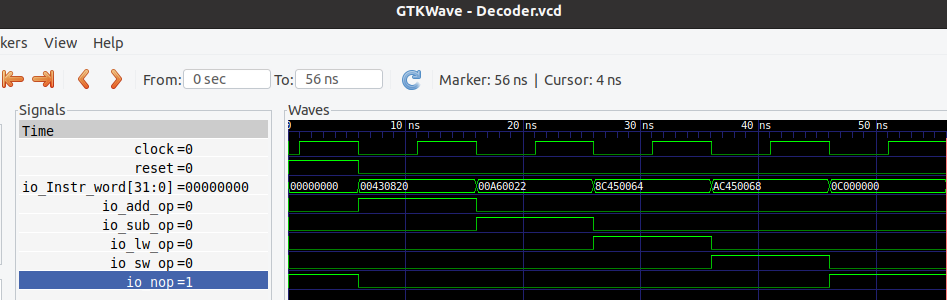 GTKWave - Decoder.vcd
kers View Help
From: 0 sec To: 56 ns Marker: 56 ns | Cursor: 4 ns
Signals Waves
Time 0 10 ns 20 ns 30 ns 40 ns 50 ns
clock=0
reset=0
io_Instr_word[31:0]=00000000 00000000 00430820 00A60022 8C450064 AC450068 0C000000
io_add_op=0
io_sub_op=0
io_lw_op=0
io_sw_op=0
io_nop=1